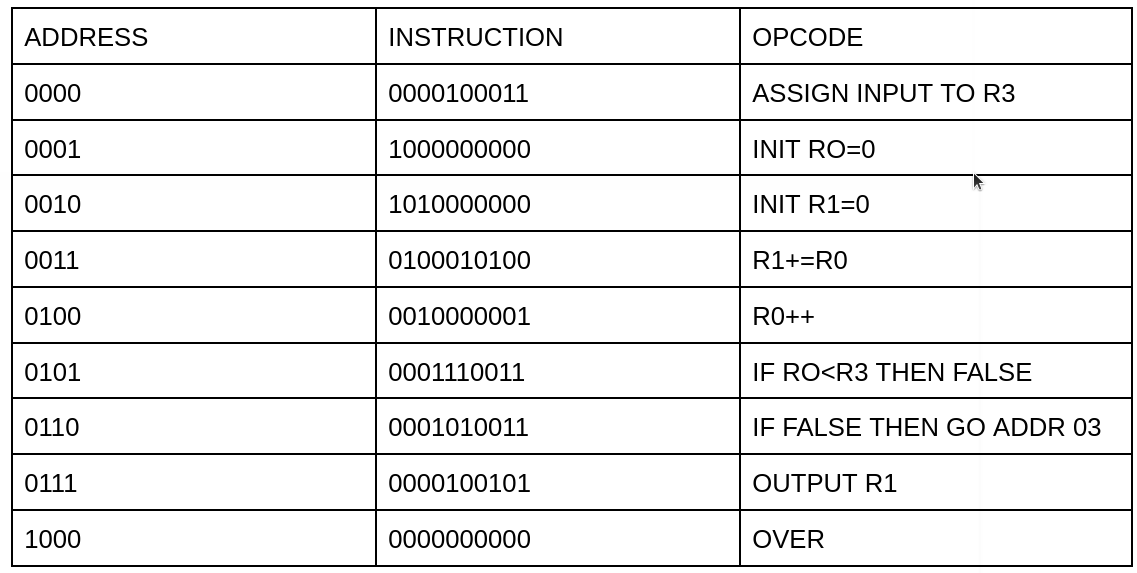 ADDRESS INSTRUCTION OPCODE
0000 0000100011 ASSIGN INPUT TO R3
0001 1000000000 INIT RO=0
0010 1010000000 INIT R1=0
0011 0100010100 R1+=R0
0100 0010000001 R0++
0101 0001110011 IF RO<R3 THEN FALSE
0110 0001010011 IF FALSE THEN GO ADDR 03
0111 0000100101 OUTPUT R1
1000 0000000000 OVER